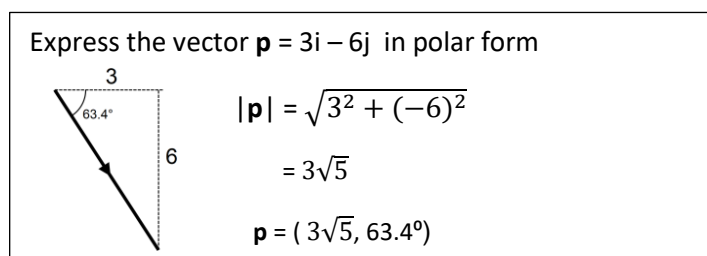 Express the vector p = 3i – 6j in polar form
3
63.4°
6
|p| = √(3² + (−6)²)
= 3√5
p = ( 3√5, 63.4⁰)